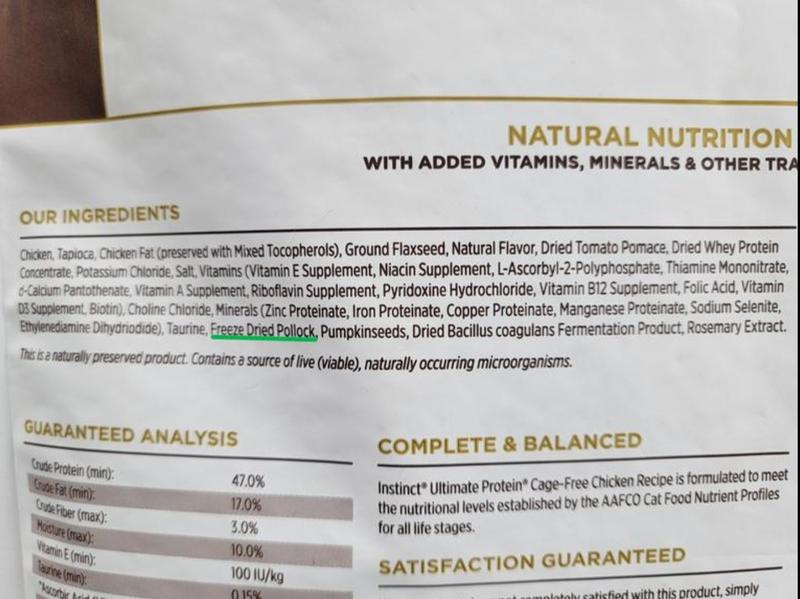 NATURAL NUTRITION
WITH ADDED VITAMINS, MINERALS & OTHER TRA
OUR INGREDIENTS
Chicken, Tapioca, Chicken Fat (preserved with Mixed Tocopherols), Ground Flaxseed, Natural Flavor, Dried Tomato Pomace, Dried Whey Protein
Concentrate, Potassium Chloride, Salt, Vitamins (Vitamin E Supplement, Niacin Supplement, L-Ascorbyl-2-Polyphosphate, Thiamine Mononitrate,
d-Calcium Pantothenate, Vitamin A Supplement, Riboflavin Supplement, Pyridoxine Hydrochloride, Vitamin B12 Supplement, Folic Acid, Vitamin
D3 Supplement, Biotin), Choline Chloride, Minerals (Zinc Proteinate, Iron Proteinate, Copper Proteinate, Manganese Proteinate, Sodium Selenite,
Ethylenediamine Dihydriodide), Taurine, Freeze Dried Pollock, Pumpkinseeds, Dried Bacillus coagulans Fermentation Product, Rosemary Extract.
This is a naturally preserved product. Contains a source of live (viable), naturally occurring microorganisms.
GUARANTEED ANALYSIS
Crude Protein (min): 47.0%
Crude Fat (min): 17.0%
Crude Fiber (max): 3.0%
Moisture (max): 10.0%
Vitamin E (min): 100 IU/kg
Taurine (min): 0.15%
*Ascorbic Acid
COMPLETE & BALANCED
Instinct® Ultimate Protein® Cage-Free Chicken Recipe is formulated to meet
the nutritional levels established by the AAFCO Cat Food Nutrient Profiles
for all life stages.
SATISFACTION GUARANTEED
completely satisfied with this product, simply